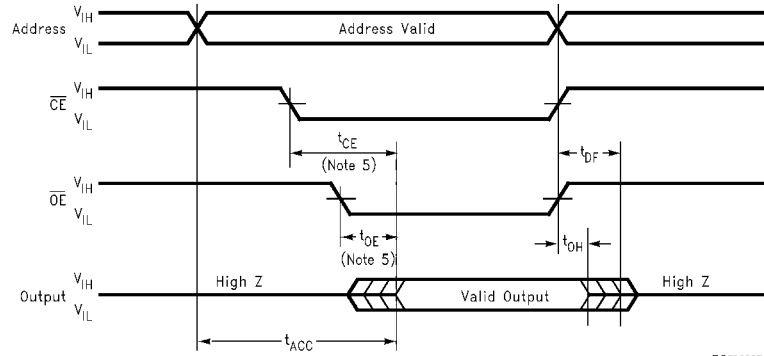 V_IH
Address Address Valid
V_IL
V_IH
CE
V_IL
t_CE
(Note 5)
t_DF
V_IH
OE
V_IL
t_OE
(Note 5)
t_OH
V_IH
High Z
Output Valid Output High Z
V_IL
t_ACC